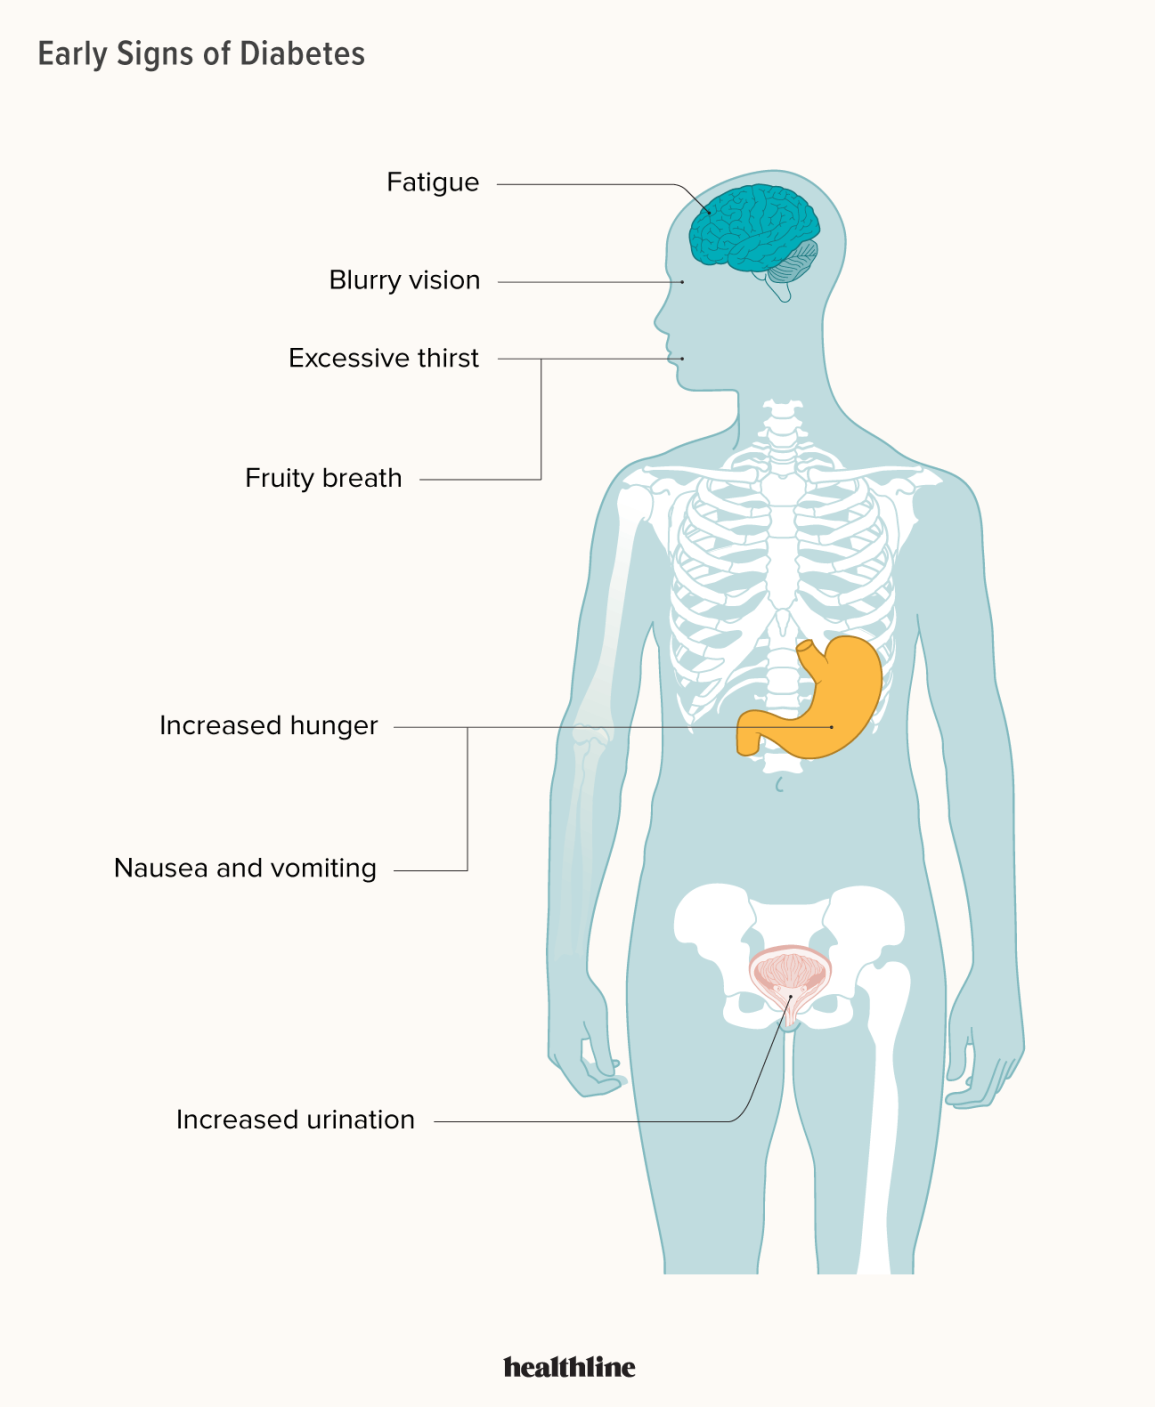 Early Signs of Diabetes
Fatigue
Blurry vision
Excessive thirst
Fruity breath
Increased hunger
Nausea and vomiting
Increased urination
healthline